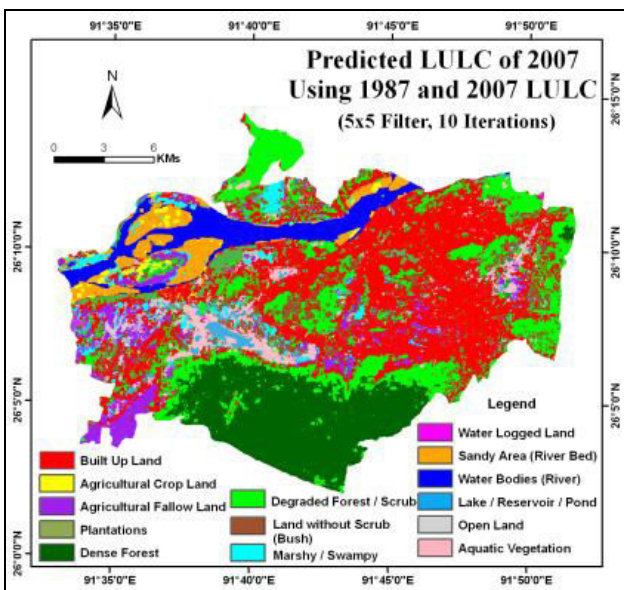 91°35'0"E 91°40'0"E 91°45'0"E 91°50'0"E
Predicted LULC of 2007
Using 1987 and 2007 LULC
(5x5 Filter, 10 Iterations)
N
0 3 6
KMs
26°15'0"N
26°10'0"N 26°10'0"N
26°5'0"N 26°5'0"N
26°0'0"N
Legend
Built Up Land
Agricultural Crop Land
Agricultural Fallow Land
Plantations
Dense Forest
Degraded Forest / Scrub
Land without Scrub
(Bush)
Marshy / Swampy
Water Logged Land
Sandy Area (River Bed)
Water Bodies (River)
Lake / Reservoir / Pond
Open Land
Aquatic Vegetation
91°35'0"E 91°40'0"E 91°45'0"E 91°50'0"E